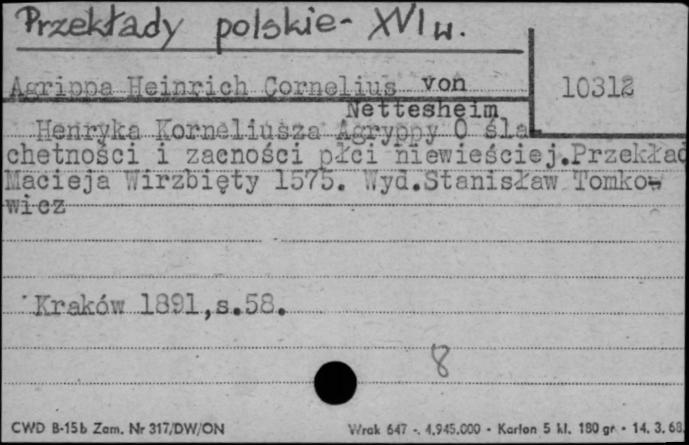 Przekłady polskie - XVI w.
Agrippa Heinrich Cornelius von
10312
Nettesheim
Henryka Korneliusza Agryppy O śla
chetności i zacności płci niewieściej.Przekład
Macieja Wirzbięty 1575. Wyd.Stanisław Tomko-
wicz
Kraków 1891,s.58.
8
CWD B-15b Zam. Nr 317/DW/ON
Wrak 647 - 4.945.000 - Karton 5 kl. 180 gr - 14. 3. 68